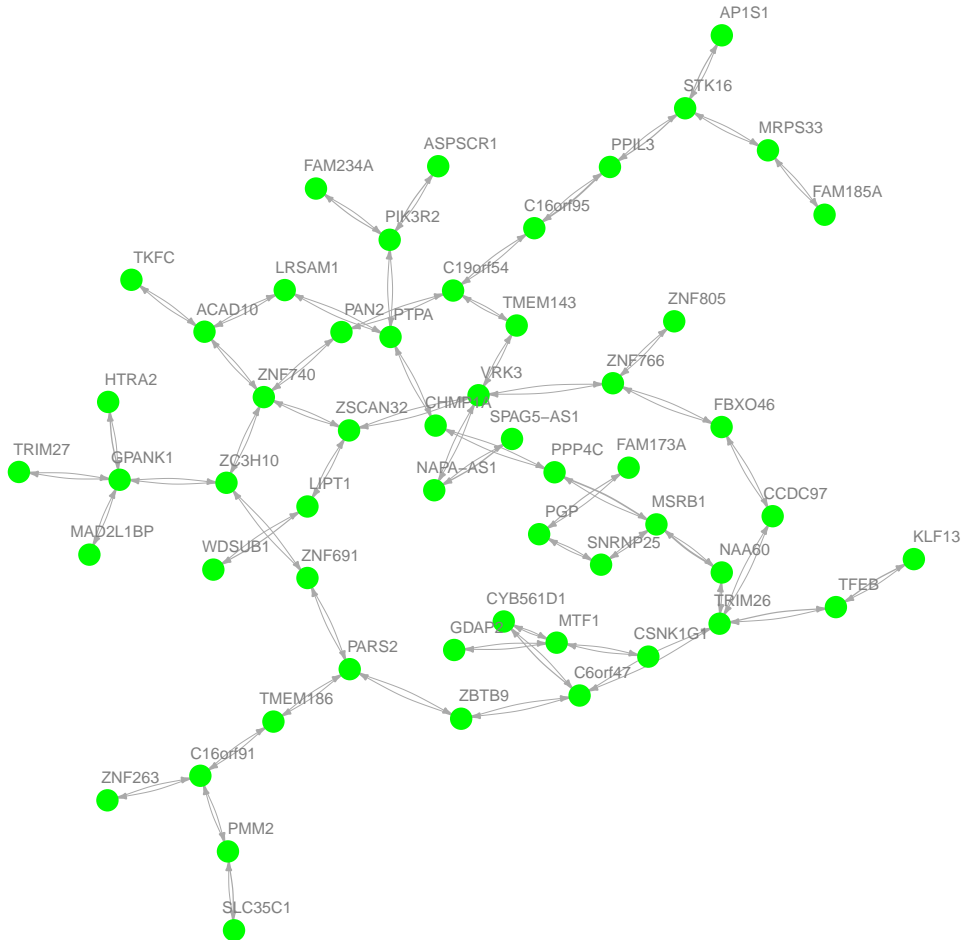 AP1S1
STK16
MRPS33
PPIL3
ASPSCR1
FAM234A
FAM185A
C16orf95
PIK3R2
TKFC
LRSAM1
C19orf54
ACAD10
PAN2
PTPA
TMEM143
ZNF805
ZNF766
ZNF740
VRK3
HTRA2
ZSCAN32
CHMP1A
FBXO46
SPAG5-AS1
TRIM27
GPANK1
ZC3H10
NAPA-AS1
PPP4C
FAM173A
LIPT1
MSRB1
CCDC97
PGP
MAD2L1BP
WDSUB1
ZNF691
SNRNP25
NAA60
KLF13
CYB561D1
TRIM26
TFEB
GDAP2
MTF1
CSNK1G1
PARS2
C6orf47
TMEM186
ZBTB9
C16orf91
ZNF263
PMM2
SLC35C1